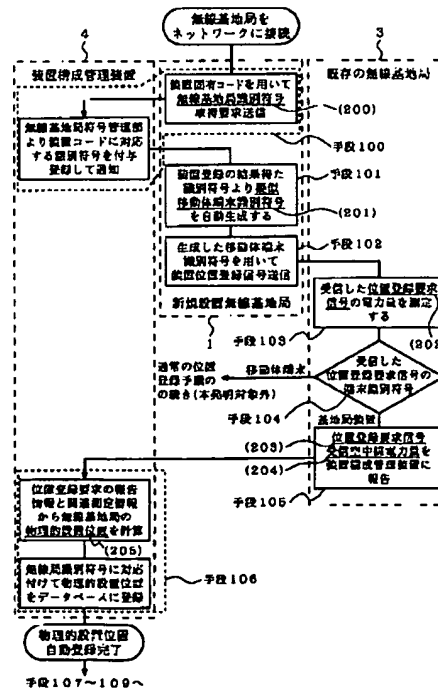 無線基地局を
ネットワークに接続
4
3
装置構成管理装置
既存の無線基地局
装置固有コードを用いて
無線基地局識別符号
取得要求送信
(200)
手段100
無線基地局符号管理部
より装置コードに対応
する識別符号を付与
登録して通知
手段101
装置登録の結果得た
識別符号より擬似
移動体端末識別符号
を自動生成する
(201)
手段102
生成した移動体端末
識別符号を用いて
装置位置登録信号送信
新規設置無線基地局
1
受信した位置登録要求
信号の電力量を測定
する
(202)
手段103
通常の位置
登録手順の
の続き(本発明対象外)
移動体端末
受信した
位置登録要求信号の
端末識別符号
手段104
基地局装置
(203)
(204)
位置登録要求信号
受信空中線電力量を
装置構成管理装置に
報告
手段105
位置登録要求の報告
情報と関連測定情報
から無線基地局の
物理的設置位置を計算
(205)
手段106
無線局識別符号に対応
付けて物理的設置位置
をデータベースに登録
物理的設置位置
自動登録完了
手段107〜109へ